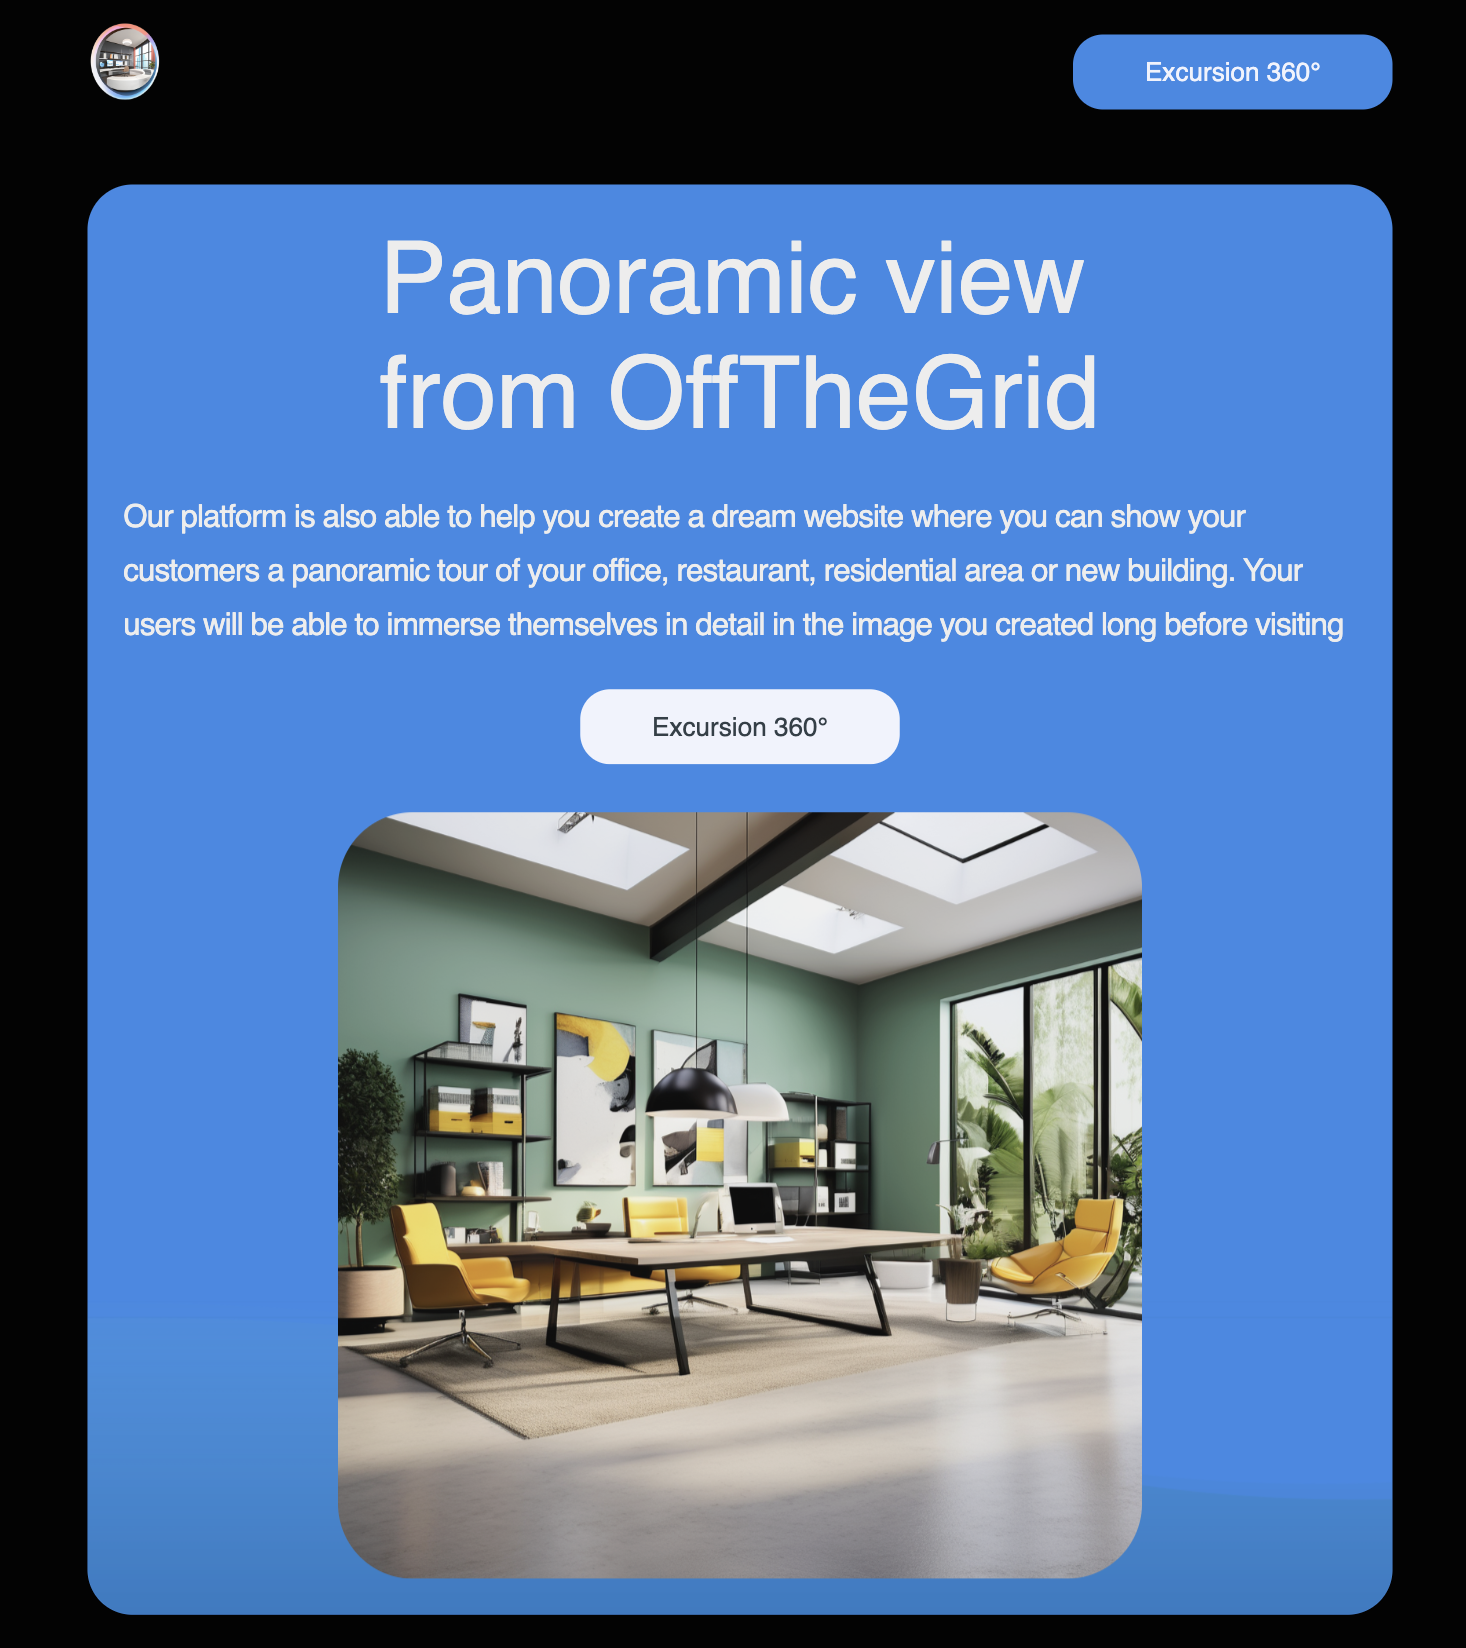 Excursion 360°
Panoramic view
from OffTheGrid
Our platform is also able to help you create a dream website where you can show your
customers a panoramic tour of your office, restaurant, residential area or new building. Your
users will be able to immerse themselves in detail in the image you created long before visiting
Excursion 360°